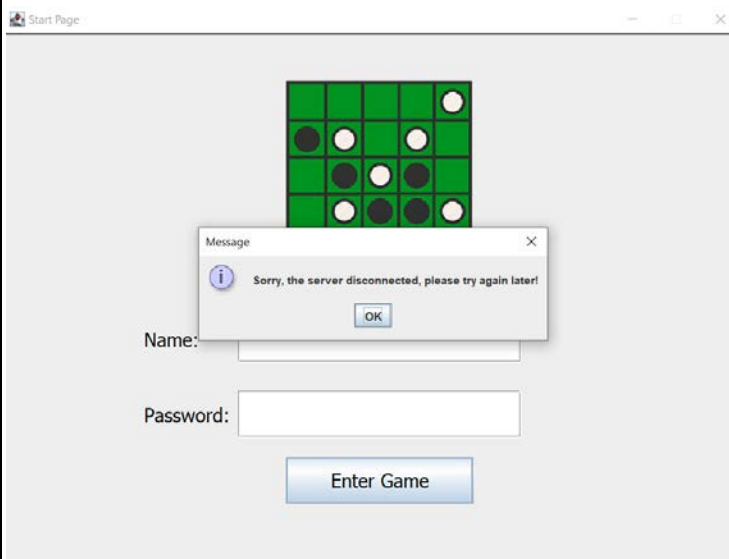 Start Page
Message
Sorry, the server disconnected, please try again later!
OK
Name:
Password:
Enter Game